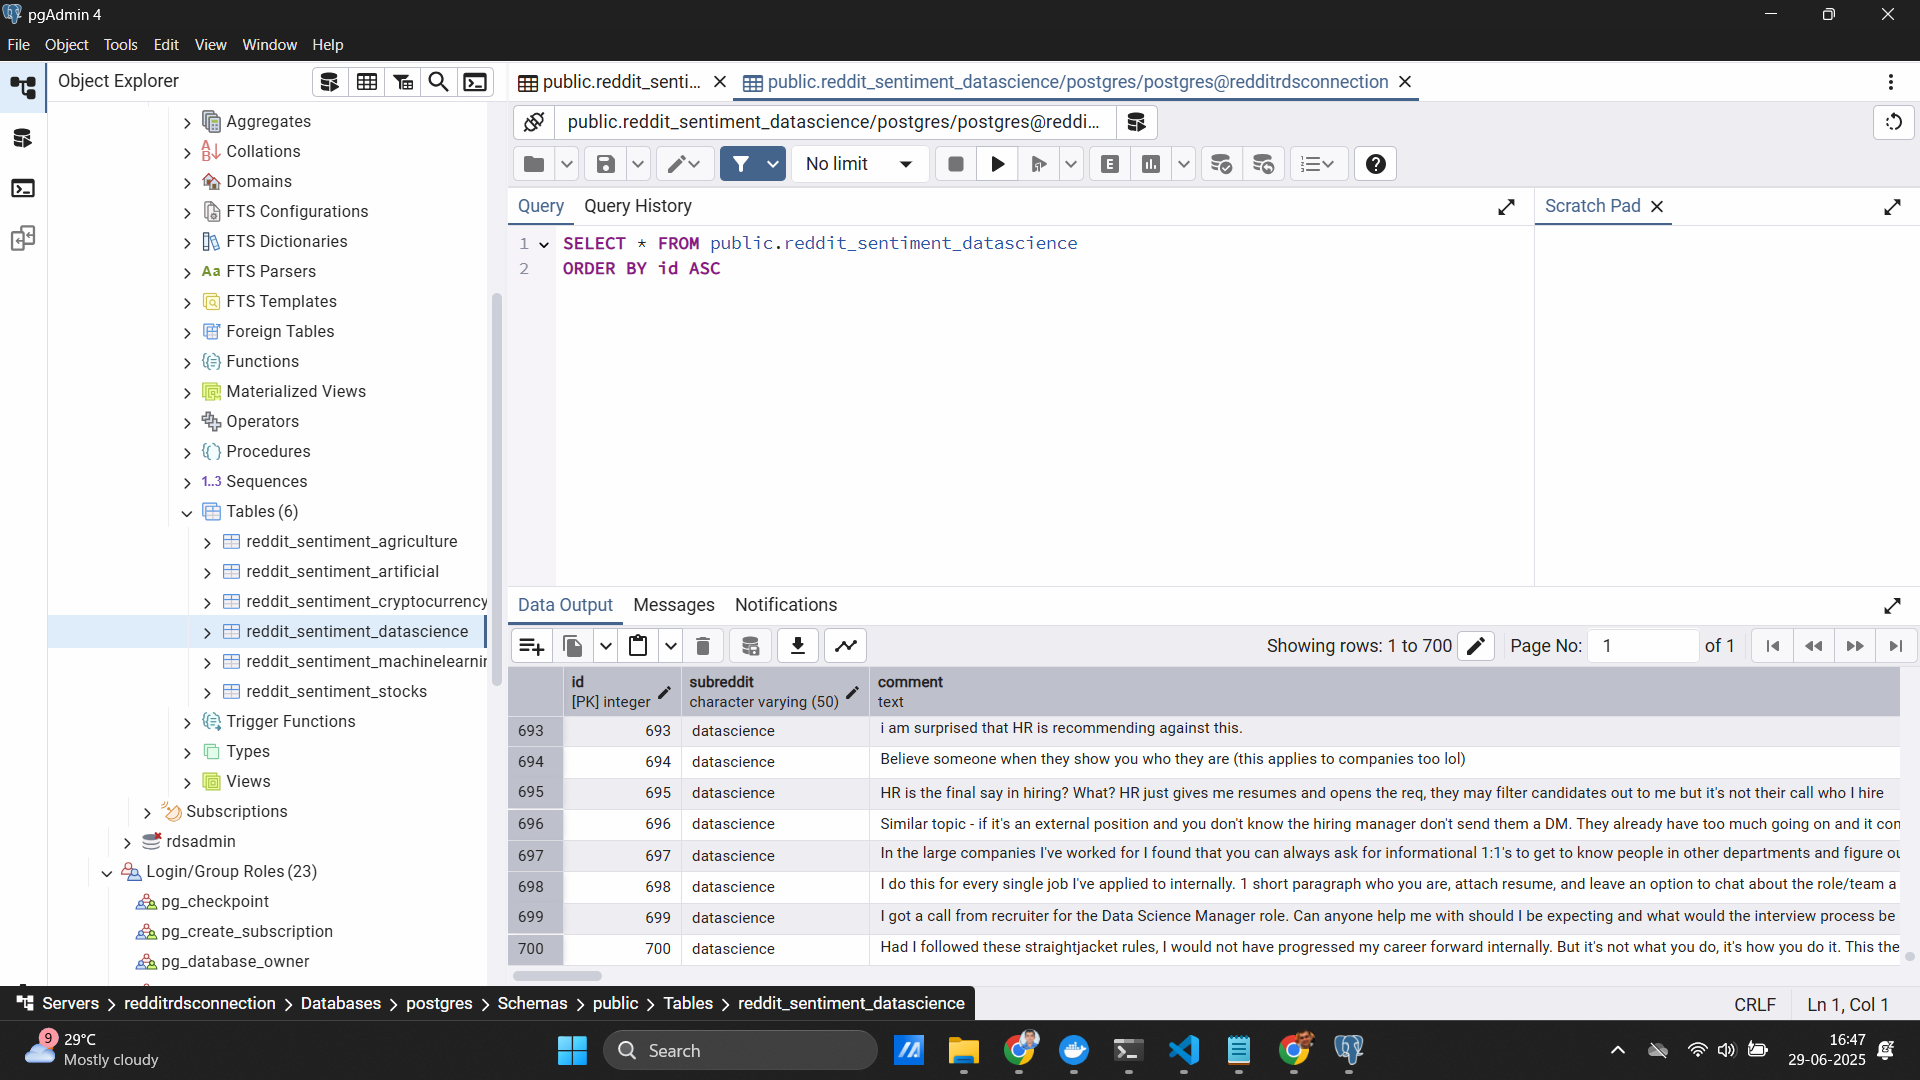 pgAdmin 4
File Object Tools Edit View Window Help
Object Explorer
Aggregates
Collations
Domains
FTS Configurations
FTS Dictionaries
Aa FTS Parsers
FTS Templates
Foreign Tables
Functions
Materialized Views
Operators
Procedures
1..3 Sequences
Tables (6)
reddit_sentiment_agriculture
reddit_sentiment_artificial
reddit_sentiment_cryptocurrency
reddit_sentiment_datascience
reddit_sentiment_machinelearnin
reddit_sentiment_stocks
Trigger Functions
Types
Views
Subscriptions
rdsadmin
Login/Group Roles (23)
pg_checkpoint
pg_create_subscription
pg_database_owner
public.reddit_senti... public.reddit_sentiment_datascience/postgres/postgres@redditrdsconnection
public.reddit_sentiment_datascience/postgres/postgres@reddi...
No limit E
Query Query History Scratch Pad
1 SELECT * FROM public.reddit_sentiment_datascience
2 ORDER BY id ASC
Data Output Messages Notifications
Showing rows: 1 to 700 Page No: 1 of 1
id subreddit comment
[PK] integer character varying (50) text
693 693 datascience i am surprised that HR is recommending against this.
694 694 datascience Believe someone when they show you who they are (this applies to companies too lol)
695 695 datascience HR is the final say in hiring? What? HR just gives me resumes and opens the req, they may filter candidates out to me but it's not their call who I hire
696 696 datascience Similar topic - if it's an external position and you don't know the hiring manager don't send them a DM. They already have too much going on and it con
697 697 datascience In the large companies I've worked for I found that you can always ask for informational 1:1's to get to know people in other departments and figure ou
698 698 datascience I do this for every single job I've applied to internally. 1 short paragraph who you are, attach resume, and leave an option to chat about the role/team a
699 699 datascience I got a call from recruiter for the Data Science Manager role. Can anyone help me with should I be expecting and what would the interview process be
700 700 datascience Had I followed these straightjacket rules, I would not have progressed my career forward internally. But it's not what you do, it's how you do it. This the
Servers > redditrdsconnection > Databases > postgres > Schemas > public > Tables > reddit_sentiment_datascience
CRLF Ln 1, Col 1
9 29°C
Mostly cloudy
Search
16:47
29-06-2025